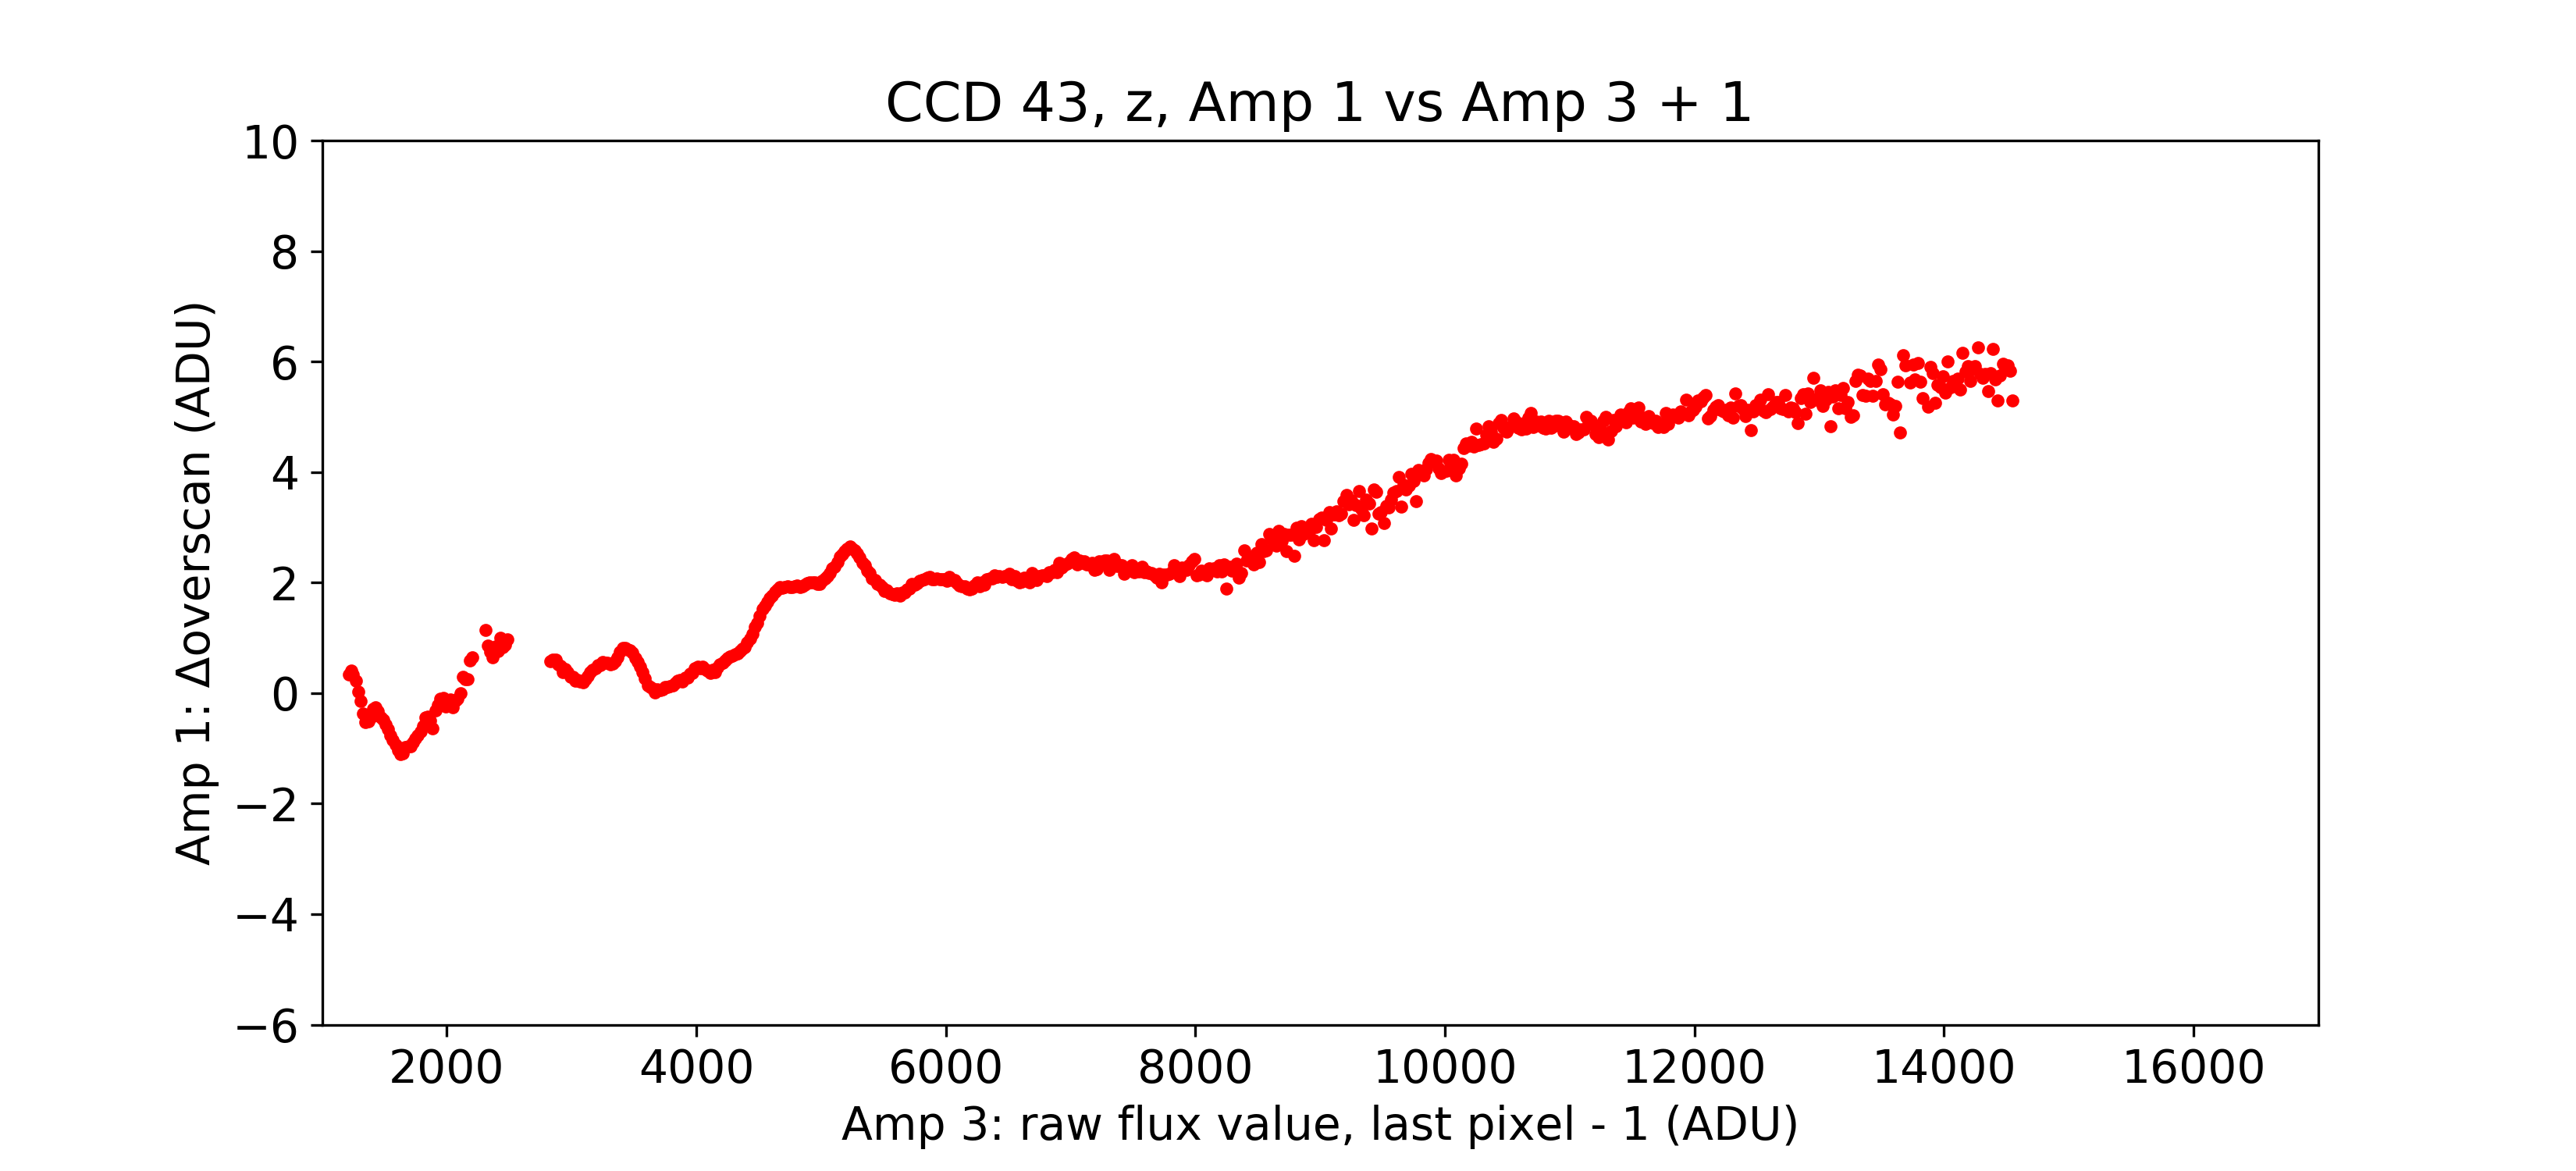 CCD 43, z, Amp 1 vs Amp 3 + 1
10
8
6
4
2
0
−2
−4
−6
Amp 1: Δoverscan (ADU)
2000 4000 6000 8000 10000 12000 14000 16000
Amp 3: raw flux value, last pixel - 1 (ADU)